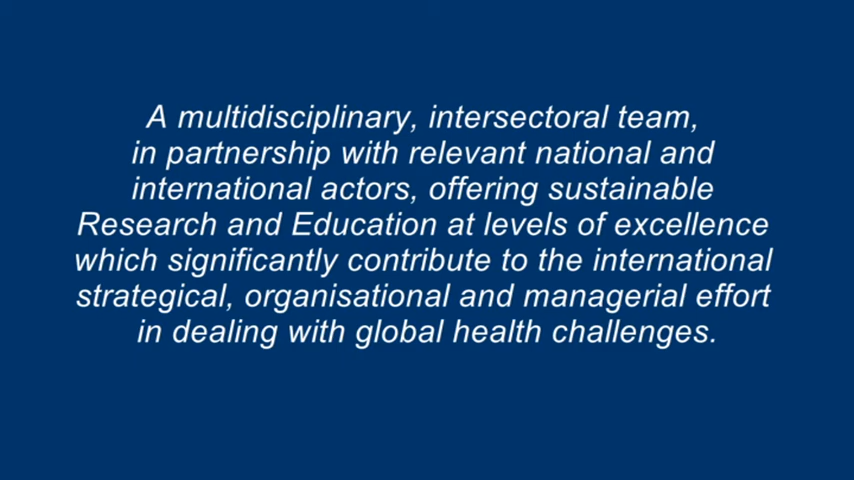 A multidisciplinary, intersectoral team,
in partnership with relevant national and
international actors, offering sustainable
Research and Education at levels of excellence
which significantly contribute to the international
strategical, organisational and managerial effort
in dealing with global health challenges.